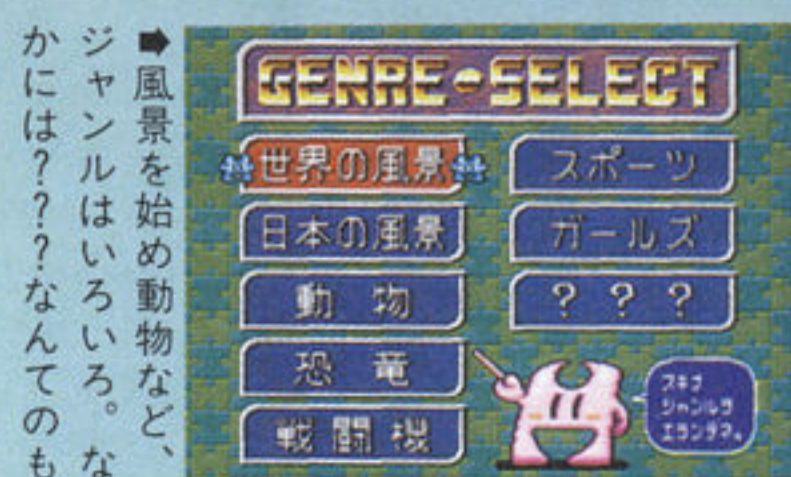 ➡風景を始め動物など、
ジャンルはいろいろ。な
かには？？？なんてのも
GENRE-SELECT
世界の風景
スポーツ
日本の風景
ガールズ
動物
？？？
恐竜
戦闘機
スキナ
ジャンルヲ
エランデネ。